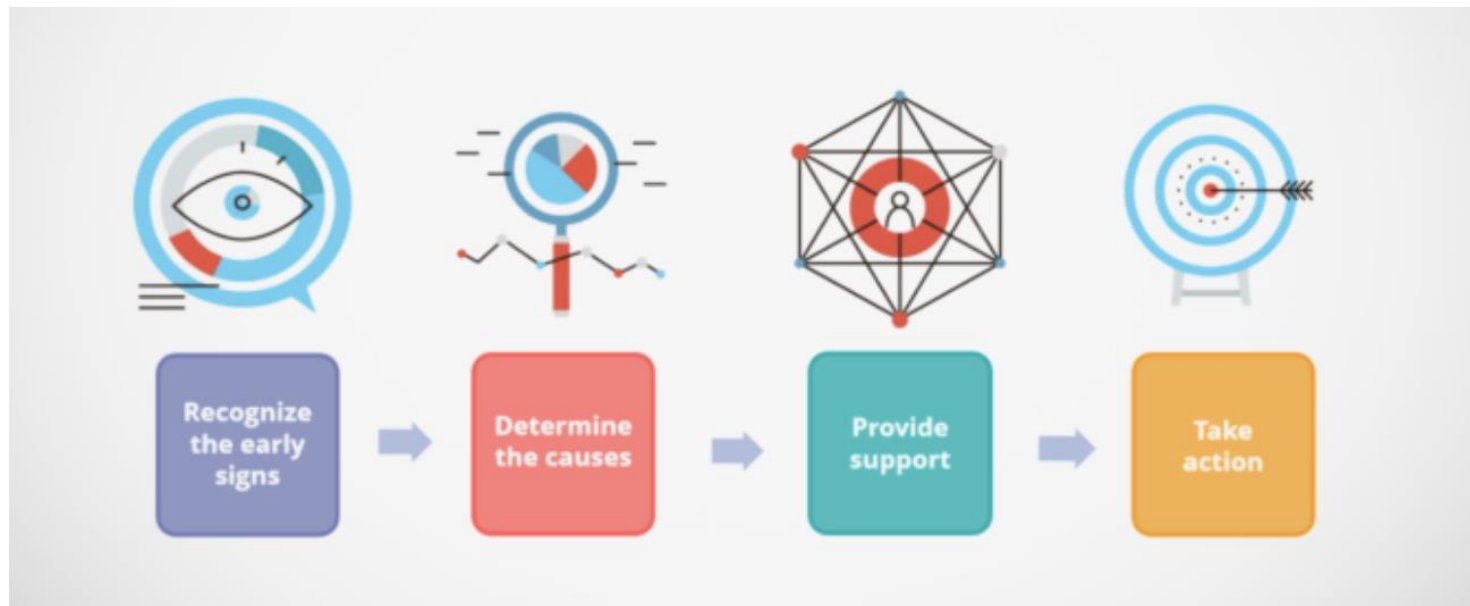 Recognize
the early
signs
Determine
the causes
Provide
support
Take
action